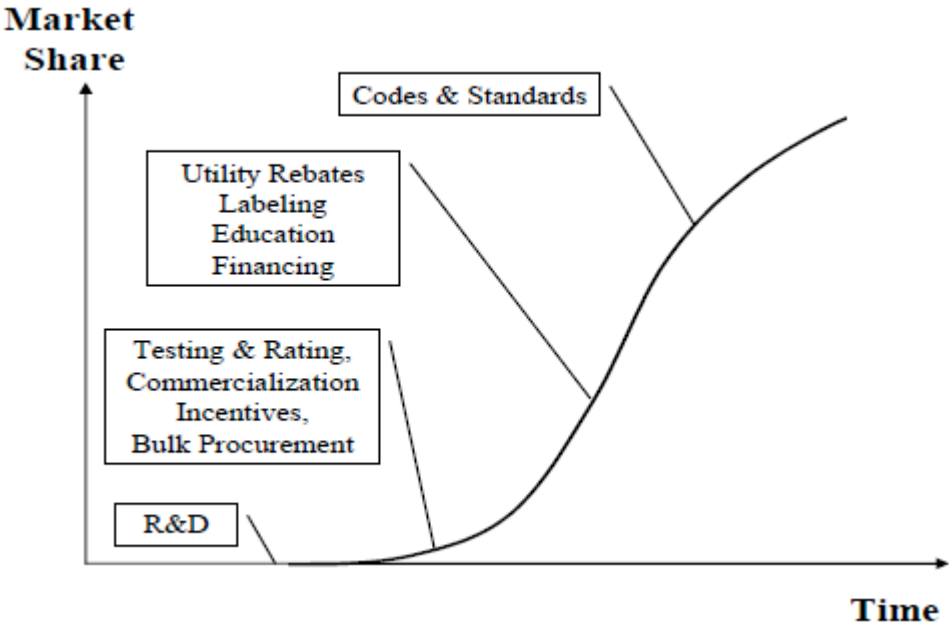 Market
Share
Codes & Standards
Utility Rebates
Labeling
Education
Financing
Testing & Rating,
Commercialization
Incentives,
Bulk Procurement
R&D
Time